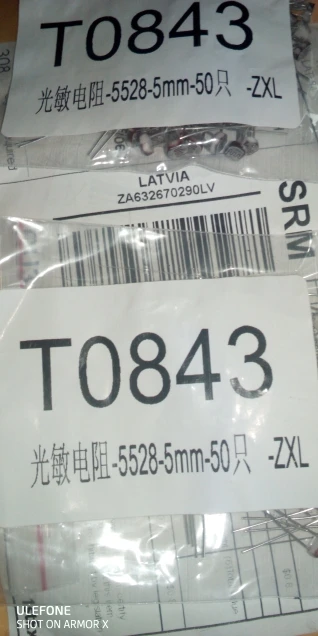 T0843
光敏电阻-5528-5mm-50只 -ZXL
LATVIA
ZA632670290LV
SRM
T0843
光敏电阻-5528-5mm-50只 -ZXL
ULEFONE
SHOT ON ARMOR X